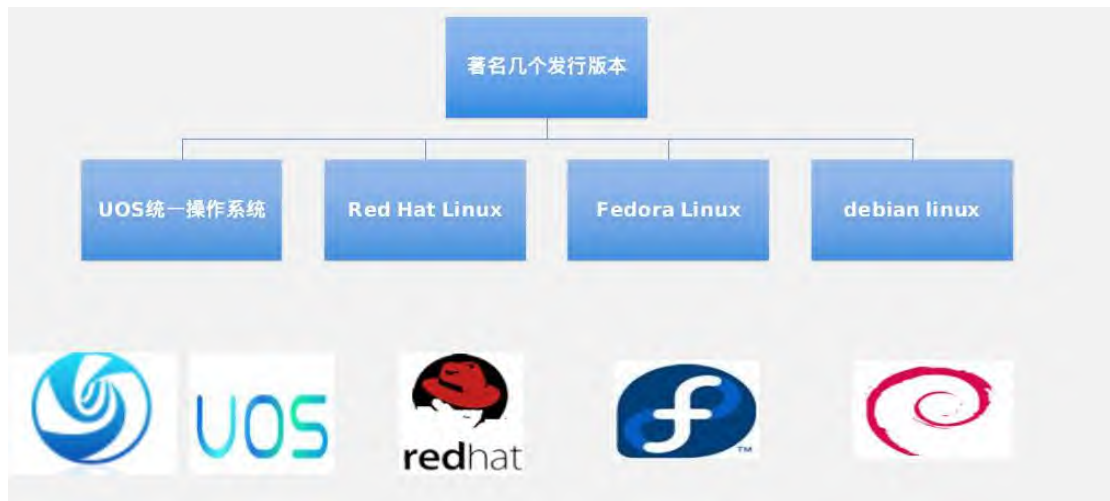 著名几个发行版本
UOS统一操作系统
Red Hat Linux
Fedora Linux
debian linux
UOS
redhat
TM